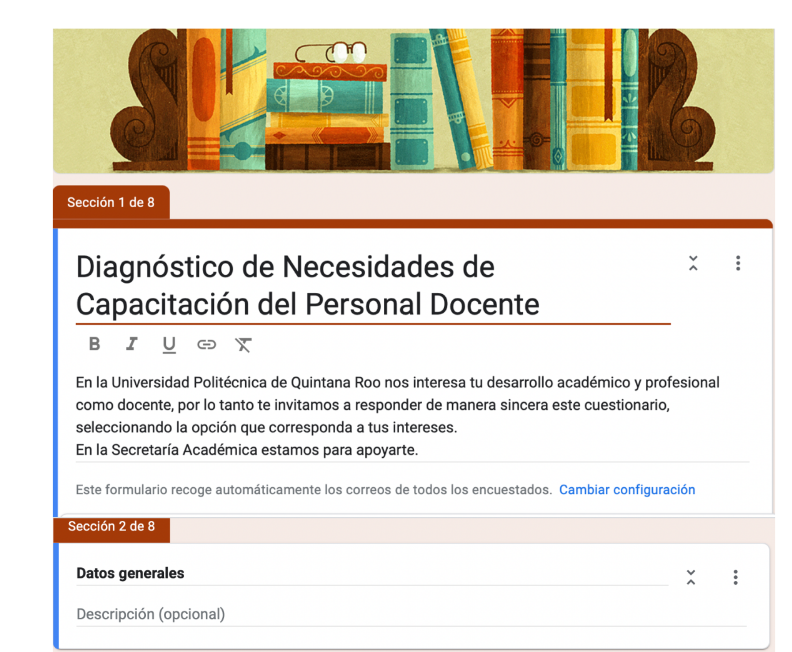 Sección 1 de 8
Diagnóstico de Necesidades de
Capacitación del Personal Docente
B I U
En la Universidad Politécnica de Quintana Roo nos interesa tu desarrollo académico y profesional
como docente, por lo tanto te invitamos a responder de manera sincera este cuestionario,
seleccionando la opción que corresponda a tus intereses.
En la Secretaría Académica estamos para apoyarte.
Este formulario recoge automáticamente los correos de todos los encuestados. Cambiar configuración
Sección 2 de 8
Datos generales
Descripción (opcional)